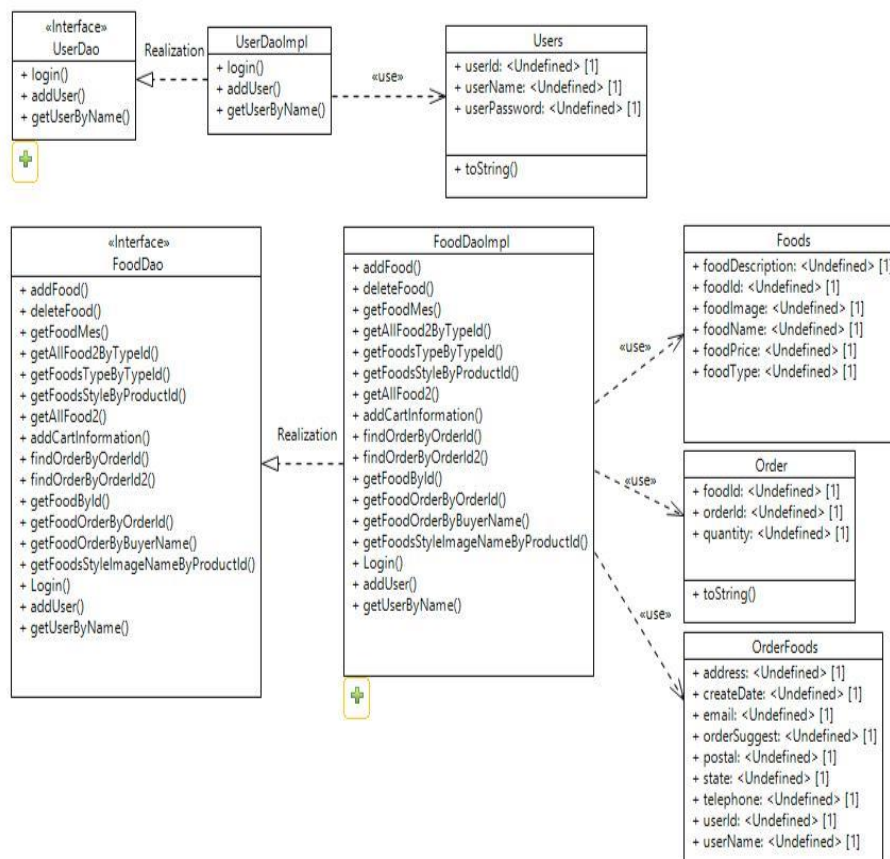 «Interface»
UserDao
+ login()
+ addUser()
+ getUserByName()
Realization
UserDaoImpl
+ login()
+ addUser()
+ getUserByName()
«use»
Users
+ userId: <Undefined> [1]
+ userName: <Undefined> [1]
+ userPassword: <Undefined> [1]
+ toString()
«Interface»
FoodDao
+ addFood()
+ deleteFood()
+ getFoodMes()
+ getAllFood2ByTypeId()
+ getFoodsTypeByTypeId()
+ getFoodsStyleByProductId()
+ getAllFood2()
+ addCartInformation()
+ findOrderByOrderId()
+ findOrderByOrderId2()
+ getFoodById()
+ getFoodOrderByOrderId()
+ getFoodOrderByBuyerName()
+ getFoodsStyleImageNameByProductId()
+ Login()
+ addUser()
+ getUserByName()
Realization
FoodDaoImpl
+ addFood()
+ deleteFood()
+ getFoodMes()
+ getAllFood2ByTypeId()
+ getFoodsTypeByTypeId()
+ getFoodsStyleByProductId()
+ getAllFood2()
+ addCartInformation()
+ findOrderByOrderId()
+ findOrderByOrderId2()
+ getFoodById()
+ getFoodOrderByOrderId()
+ getFoodOrderByBuyerName()
+ getFoodsStyleImageNameByProductId()
+ Login()
+ addUser()
+ getUserByName()
«use»
Foods
+ foodDescription: <Undefined> [1]
+ foodId: <Undefined> [1]
+ foodImage: <Undefined> [1]
+ foodName: <Undefined> [1]
+ foodPrice: <Undefined> [1]
+ foodType: <Undefined> [1]
«use»
Order
+ foodId: <Undefined> [1]
+ orderId: <Undefined> [1]
+ quantity: <Undefined> [1]
+ toString()
«use»
OrderFoods
+ address: <Undefined> [1]
+ createDate: <Undefined> [1]
+ email: <Undefined> [1]
+ orderSuggest: <Undefined> [1]
+ postal: <Undefined> [1]
+ state: <Undefined> [1]
+ telephone: <Undefined> [1]
+ userId: <Undefined> [1]
+ userName: <Undefined> [1]